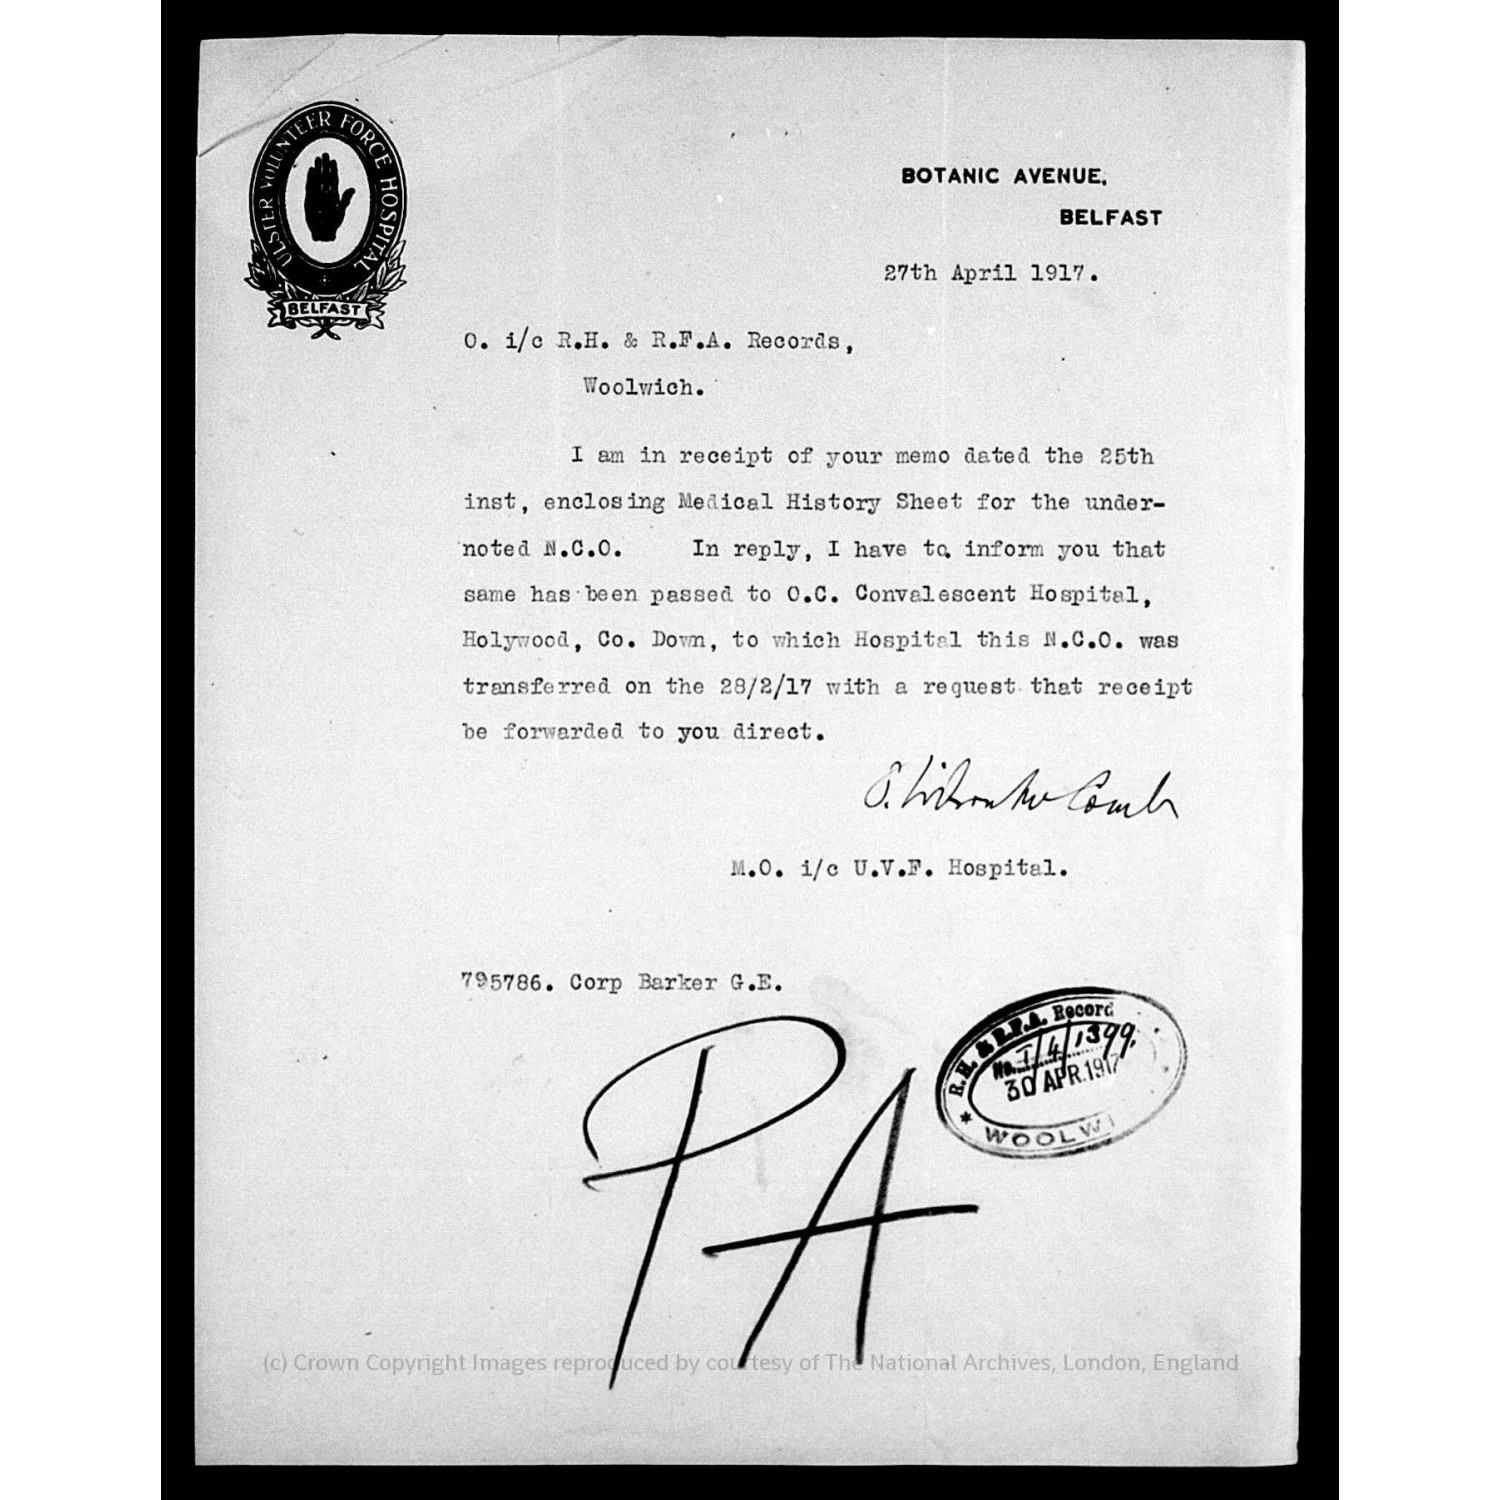 ULSTER VOLUNTEER FORCE HOSPITAL
BELFAST
BOTANIC AVENUE,
BELFAST
27th April 1917.
O. i/c R.H. & R.F.A. Records,
Woolwich.
I am in receipt of your memo dated the 25th
inst, enclosing Medical History Sheet for the under-
noted N.C.O. In reply, I have to inform you that
same has been passed to O.C. Convalescent Hospital,
Holywood, Co. Down, to which Hospital this N.C.O. was
transferred on the 28/2/17 with a request that receipt
be forwarded to you direct.
M.O. i/c U.V.F. Hospital.
795786. Corp Barker G.E.
R.H. & R.F.A. Record
No. T/4/1399.
30 APR.1917
WOOLWI
PA
(c) Crown Copyright Images reproduced by courtesy of The National Archives, London, England